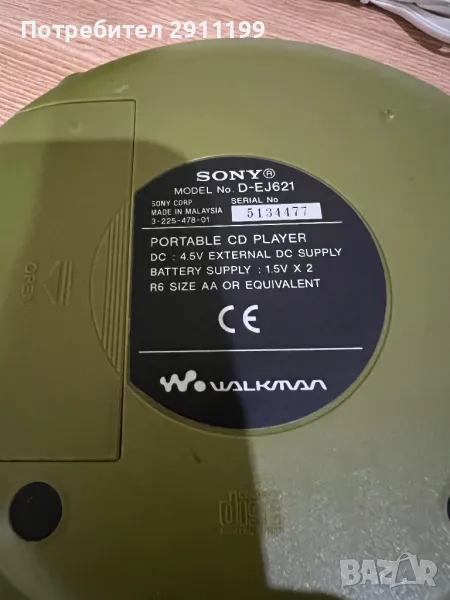 Потребител 2911199
SONY®
MODEL No. D-EJ621
SONY CORP
SERIAL No
MADE IN MALAYSIA
5134477
3-225-478-01
PORTABLE CD PLAYER
DC : 4.5V EXTERNAL DC SUPPLY
BATTERY SUPPLY : 1.5V X 2
R6 SIZE AA OR EQUIVALENT
CE
WALKMAN
OPEN
disc
BAZAR